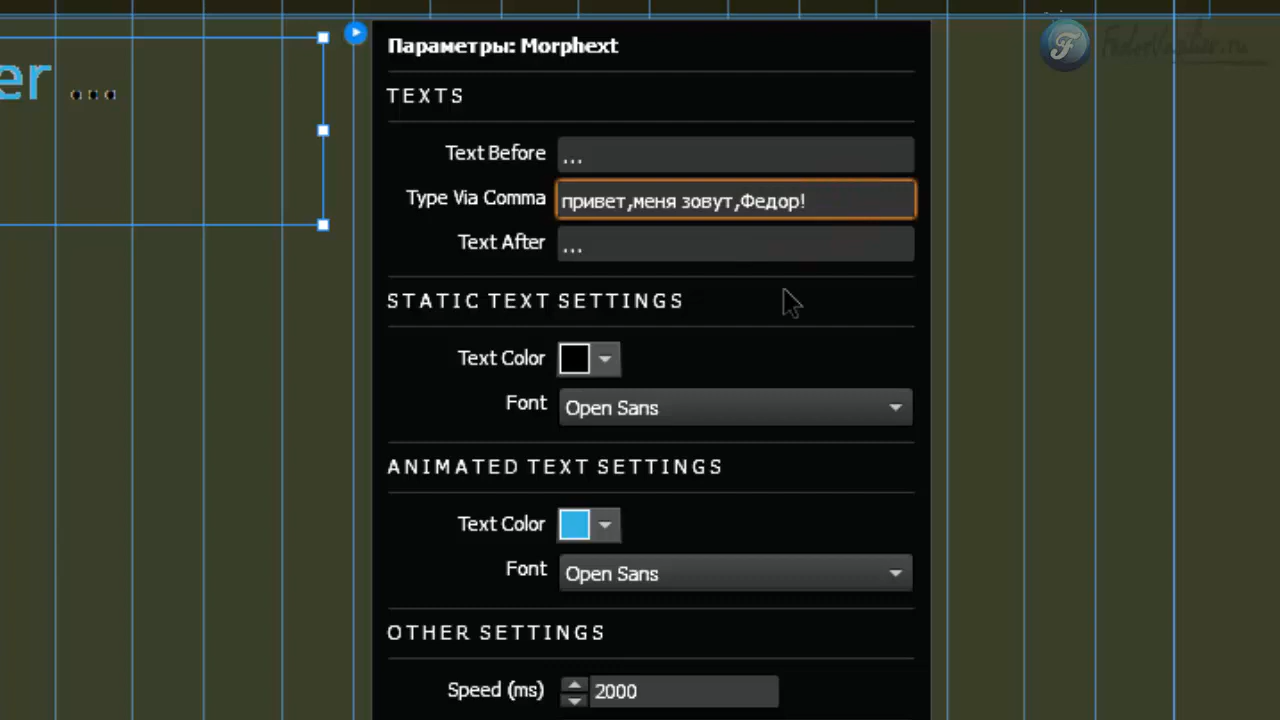 er ...
Параметры: Morphext
TEXTS
Text Before ...
Type Via Comma привет,меня зовут,Федор!
Text After ...
STATIC TEXT SETTINGS
Text Color
Font Open Sans
ANIMATED TEXT SETTINGS
Text Color
Font Open Sans
OTHER SETTINGS
Speed (ms) 2000